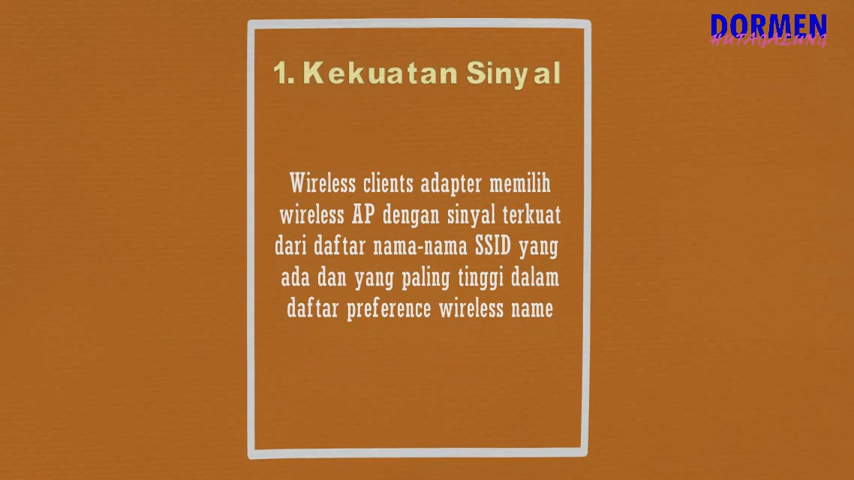 DORMEN
HUTAGALUNG
1. Kekuatan Sinyal
Wireless clients adapter memilih
wireless AP dengan sinyal terkuat
dari daftar nama-nama SSID yang
ada dan yang paling tinggi dalam
daftar preference wireless name